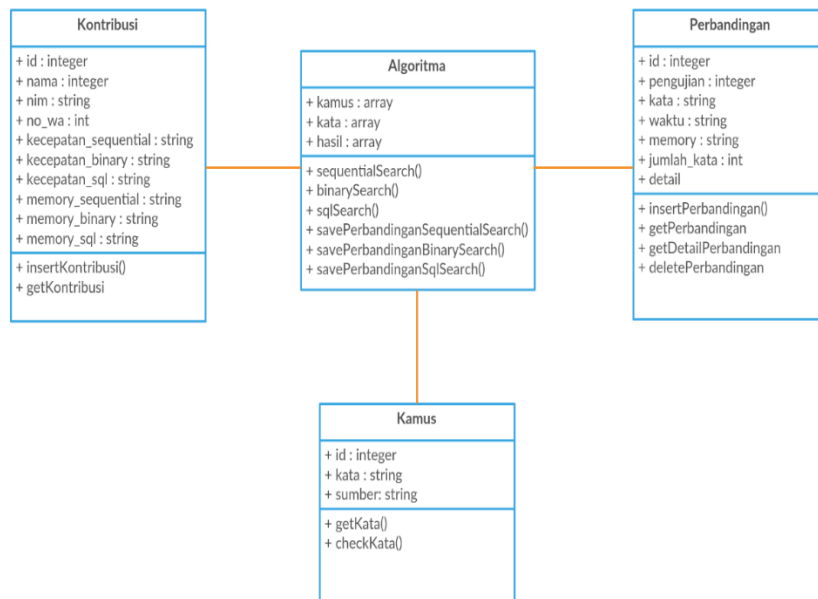 Kontribusi
+ id : integer
+ nama : integer
+ nim : string
+ no_wa : int
+ kecepatan_sequential : string
+ kecepatan_binary : string
+ kecepatan_sql : string
+ memory_sequential : string
+ memory_binary : string
+ memory_sql : string
+ insertKontribusi()
+ getKontribusi
Algoritma
+ kamus : array
+ kata : array
+ hasil : array
+ sequentialSearch()
+ binarySearch()
+ sqlSearch()
+ savePerbandinganSequentialSearch()
+ savePerbandinganBinarySearch()
+ savePerbandinganSqlSearch()
Perbandingan
+ id : integer
+ pengujian : integer
+ kata : string
+ waktu : string
+ memory : string
+ jumlah_kata : int
+ detail
+ insertPerbandingan()
+ getPerbandingan
+ getDetailPerbandingan
+ deletePerbandingan
Kamus
+ id : integer
+ kata : string
+ sumber: string
+ getKata()
+ checkKata()